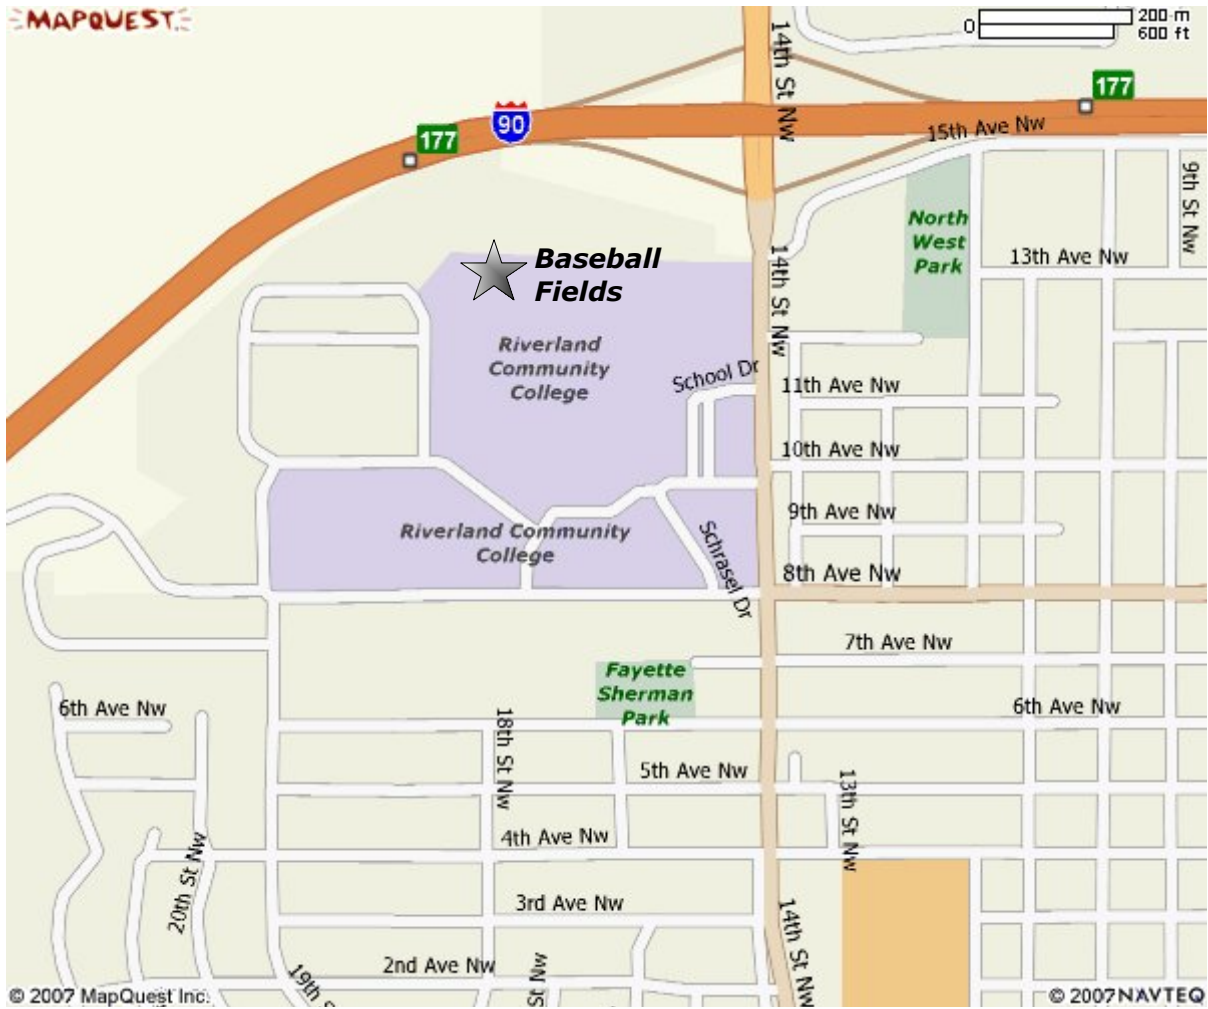 MAPQUEST
0
200 m
600 ft
14th St Nw
177
90
177
15th Ave Nw
9th St Nw
North
West
Park
14th St Nw
13th Ave Nw
Baseball
Fields
Riverland
Community
College
School Dr
11th Ave Nw
10th Ave Nw
9th Ave Nw
Riverland Community
College
Schrasel Dr
8th Ave Nw
7th Ave Nw
Fayette
Sherman
Park
6th Ave Nw
18th St Nw
6th Ave Nw
5th Ave Nw
13th St Nw
4th Ave Nw
20th St Nw
3rd Ave Nw
14th St Nw
2nd Ave Nw
19th S
St Nw
© 2007 MapQuest Inc.
© 2007 NAVTEQ